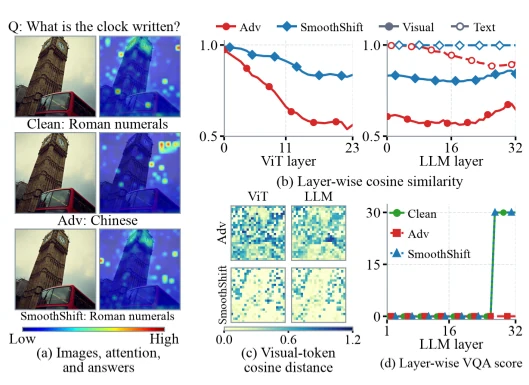 Q: What is the clock written?
Clean: Roman numerals
Adv: Chinese
SmoothShift: Roman numerals
Low High
(a) Images, attention,
and answers
Adv SmoothShift Visual Text
1.0
0.5
0 11 23
ViT layer
1.0
0.5
0 16 32
LLM layer
(b) Layer-wise cosine similarity
ViT LLM
Adv
SmoothShift
0.0 0.6 1.2
(c) Visual-token
cosine distance
Clean
Adv
SmoothShift
30
15
0
1 16 32
LLM layer
(d) Layer-wise VQA score